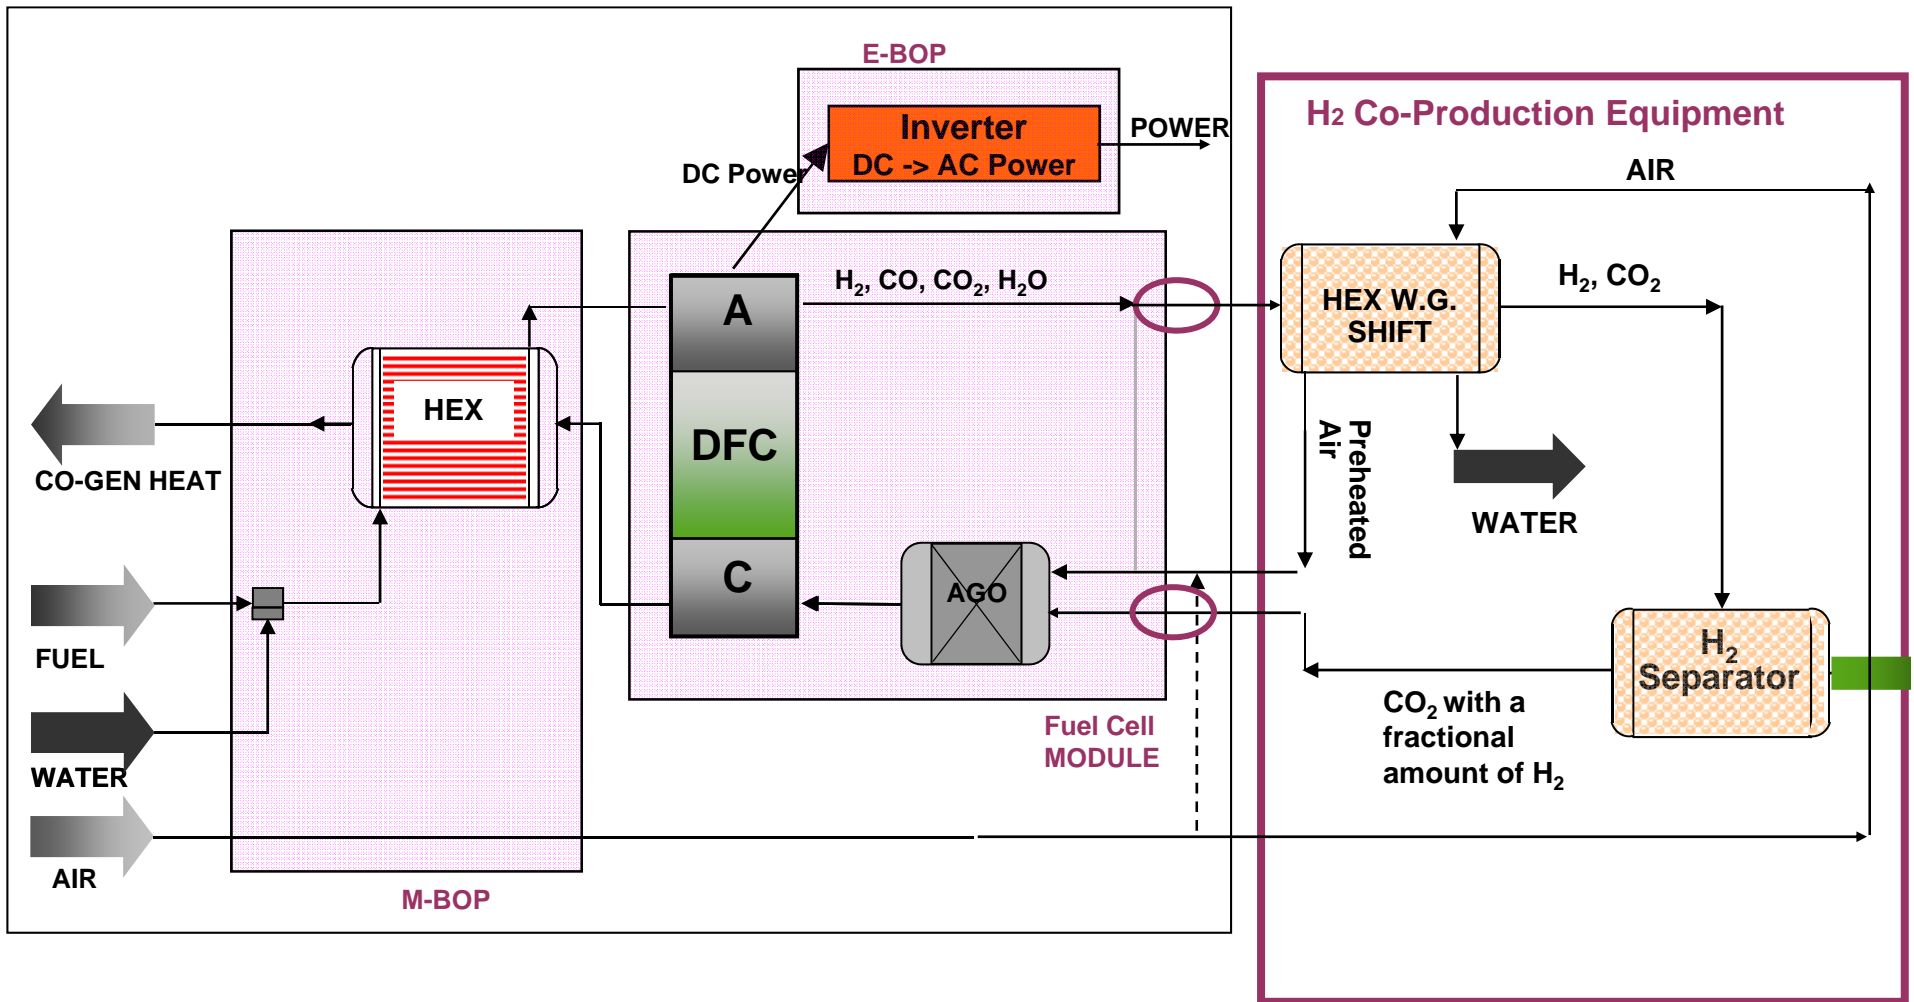 E-BOP
Inverter
DC -> AC Power
POWER
DC Power
H2 Co-Production Equipment
AIR
A
H2, CO, CO2, H2O
HEX W.G.
SHIFT
H2, CO2
HEX
DFC
CO-GEN HEAT
Preheated
Air
WATER
C
AGO
FUEL
H2
Separator
CO2 with a
fractional
amount of H2
Fuel Cell
MODULE
WATER
AIR
M-BOP